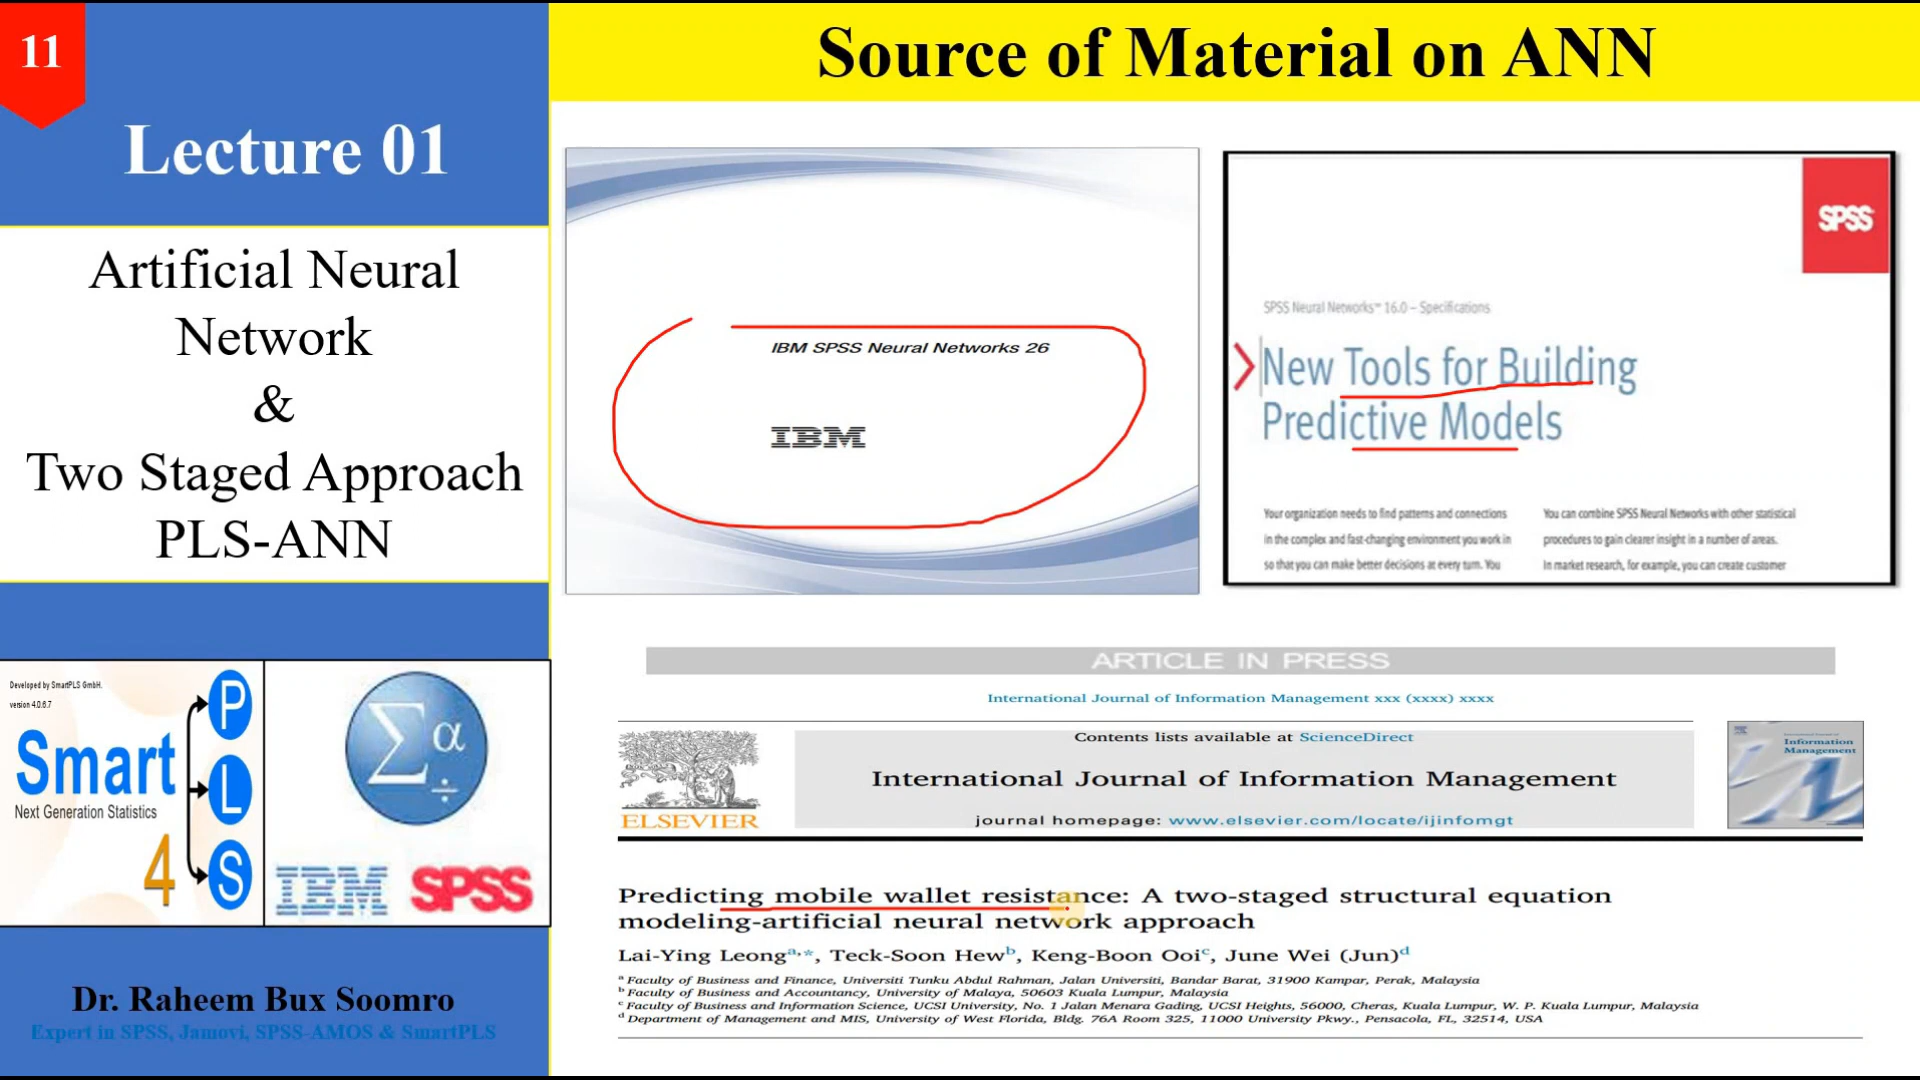 11
Lecture 01
Artificial Neural
Network
&
Two Staged Approach
PLS-ANN
Developed by SmartPLS GmbH.
version 4.0.6.7
Smart
Next Generation Statistics
4
P
L
S
Σ α ÷
IBM SPSS
Dr. Raheem Bux Soomro
Expert in SPSS, Jamovi, SPSS-AMOS & SmartPLS
Source of Material on ANN
IBM SPSS Neural Networks 26
IBM
SPSS
SPSS Neural Networks™ 16.0 – Specifications
New Tools for Building
Predictive Models
Your organization needs to find patterns and connections
in the complex and fast-changing environment you work in
so that you can make better decisions at every turn. You
You can combine SPSS Neural Networks with other statistical
procedures to gain clearer insight in a number of areas.
In market research, for example, you can create customer
ARTICLE IN PRESS
International Journal of Information Management xxx (xxxx) xxxx
Contents lists available at ScienceDirect
International Journal of Information Management
journal homepage: www.elsevier.com/locate/ijinfomgt
ELSEVIER
Information
Management
Predicting mobile wallet resistance: A two-staged structural equation
modeling-artificial neural network approach
Lai-Ying Leong a,*, Teck-Soon Hew b, Keng-Boon Ooi c, June Wei (Jun) d
a Faculty of Business and Finance, Universiti Tunku Abdul Rahman, Jalan Universiti, Bandar Barat, 31900 Kampar, Perak, Malaysia
b Faculty of Business and Accountancy, University of Malaya, 50603 Kuala Lumpur, Malaysia
c Faculty of Business and Information Science, UCSI University, No. 1 Jalan Menara Gading, UCSI Heights, 56000, Cheras, Kuala Lumpur, W. P. Kuala Lumpur, Malaysia
d Department of Management and MIS, University of West Florida, Bldg. 76A Room 325, 11000 University Pkwy., Pensacola, FL, 32514, USA